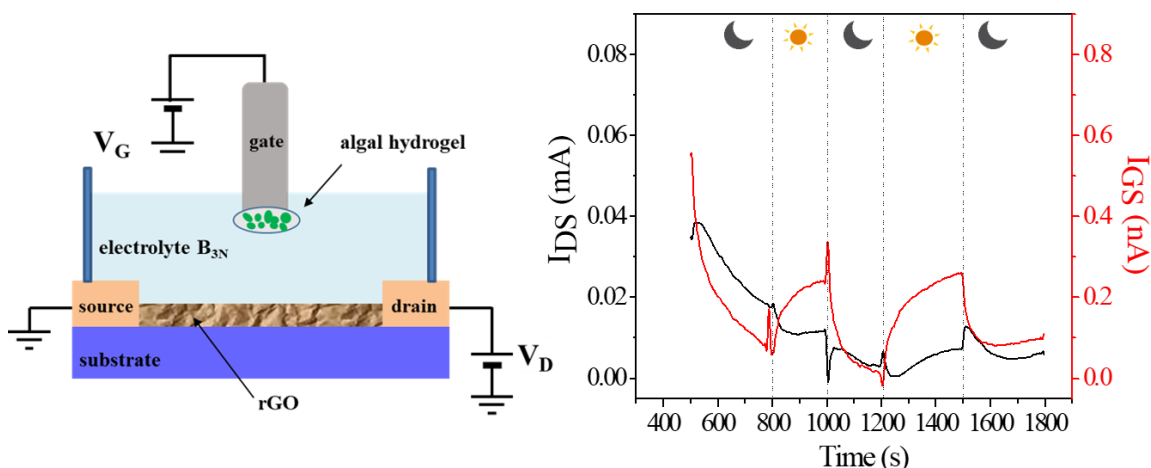 V_G
gate
algal hydrogel
electrolyte B_3N
source
drain
substrate
rGO
V_D
I_DS (mA)
0.08
0.06
0.04
0.02
0.00
400 600 800 1000 1200 1400 1600 1800
Time (s)
0.8
0.6
0.4
0.2
0.0
I_GS (nA)